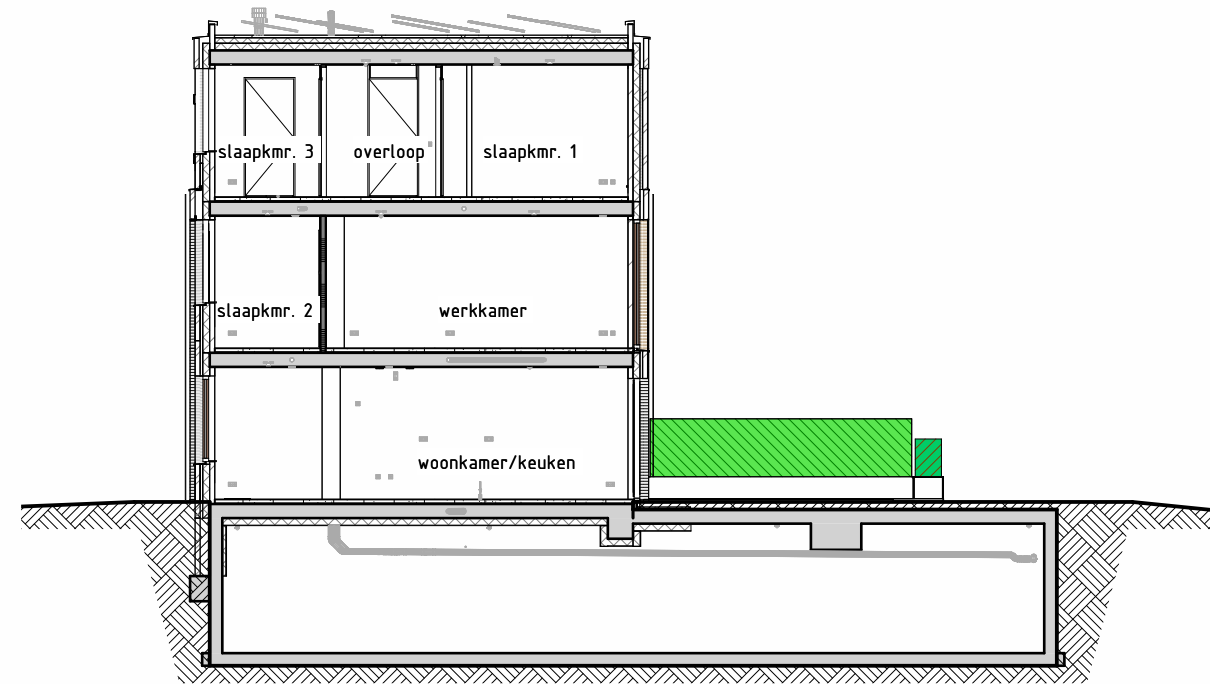 slaapkmr. 3
overloop
slaapkmr. 1
slaapkmr. 2
werkkamer
woonkamer/keuken